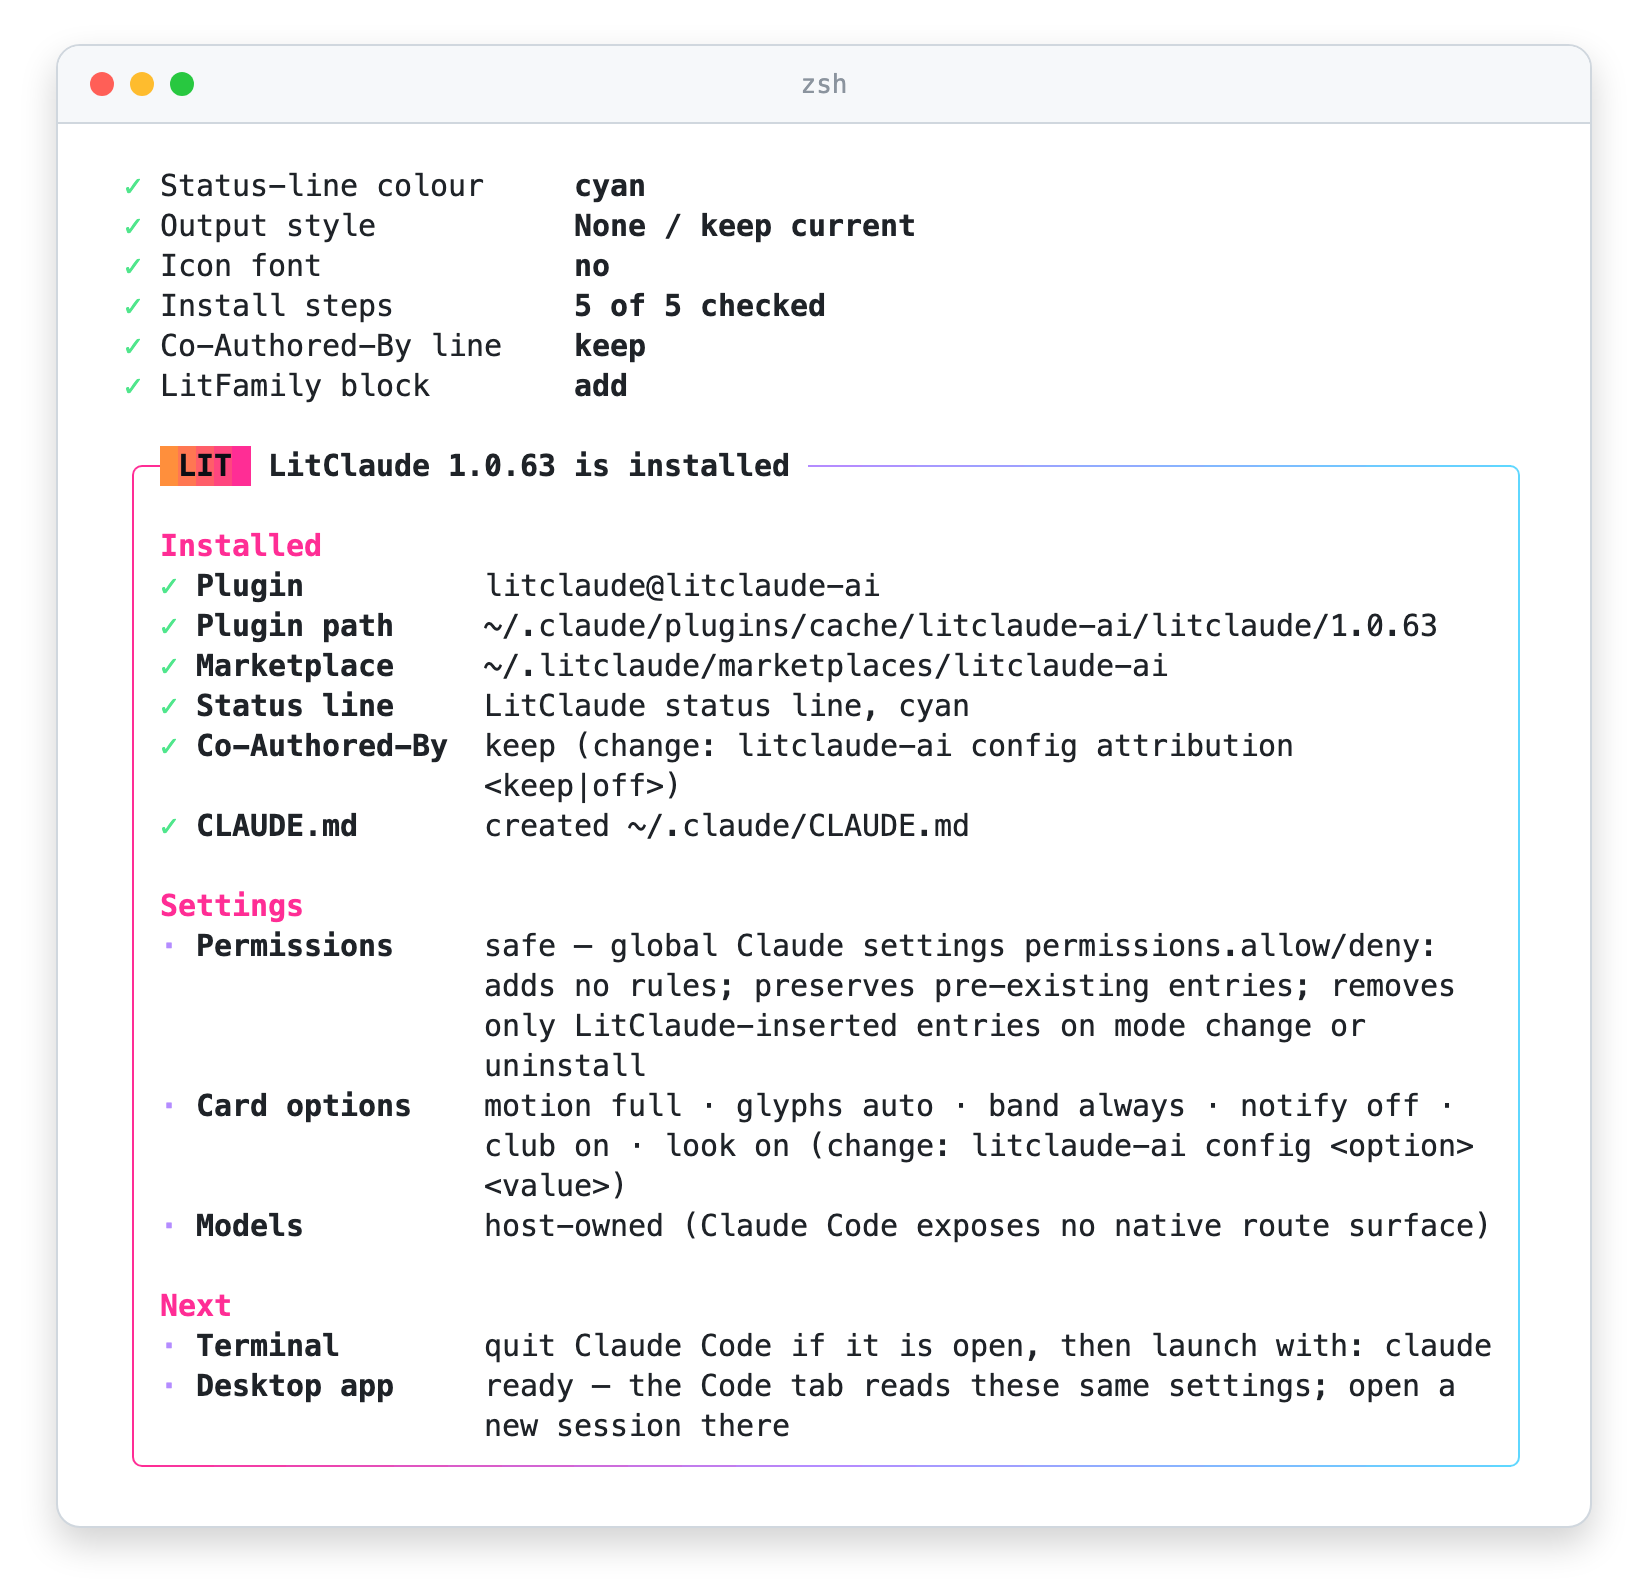 zsh
✓ Status-line colour cyan
✓ Output style None / keep current
✓ Icon font no
✓ Install steps 5 of 5 checked
✓ Co-Authored-By line keep
✓ LitFamily block add
LIT LitClaude 1.0.63 is installed
Installed
✓ Plugin litclaude@litclaude-ai
✓ Plugin path ~/.claude/plugins/cache/litclaude-ai/litclaude/1.0.63
✓ Marketplace ~/.litclaude/marketplaces/litclaude-ai
✓ Status line LitClaude status line, cyan
✓ Co-Authored-By keep (change: litclaude-ai config attribution
<keep|off>)
✓ CLAUDE.md created ~/.claude/CLAUDE.md
Settings
· Permissions safe — global Claude settings permissions.allow/deny:
adds no rules; preserves pre-existing entries; removes
only LitClaude-inserted entries on mode change or
uninstall
· Card options motion full · glyphs auto · band always · notify off ·
club on · look on (change: litclaude-ai config <option>
<value>)
· Models host-owned (Claude Code exposes no native route surface)
Next
· Terminal quit Claude Code if it is open, then launch with: claude
· Desktop app ready — the Code tab reads these same settings; open a
new session there